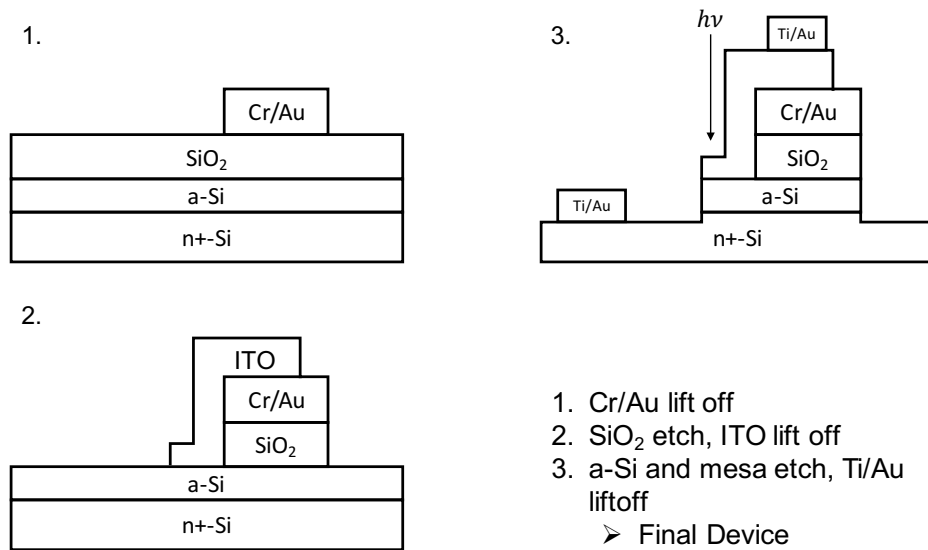 1.
Cr/Au
SiO₂
a-Si
n+-Si
2.
ITO
Cr/Au
SiO₂
a-Si
n+-Si
3.
hν
Ti/Au
Cr/Au
SiO₂
a-Si
Ti/Au
n+-Si
1. Cr/Au lift off
2. SiO₂ etch, ITO lift off
3. a-Si and mesa etch, Ti/Au
liftoff
➢ Final Device